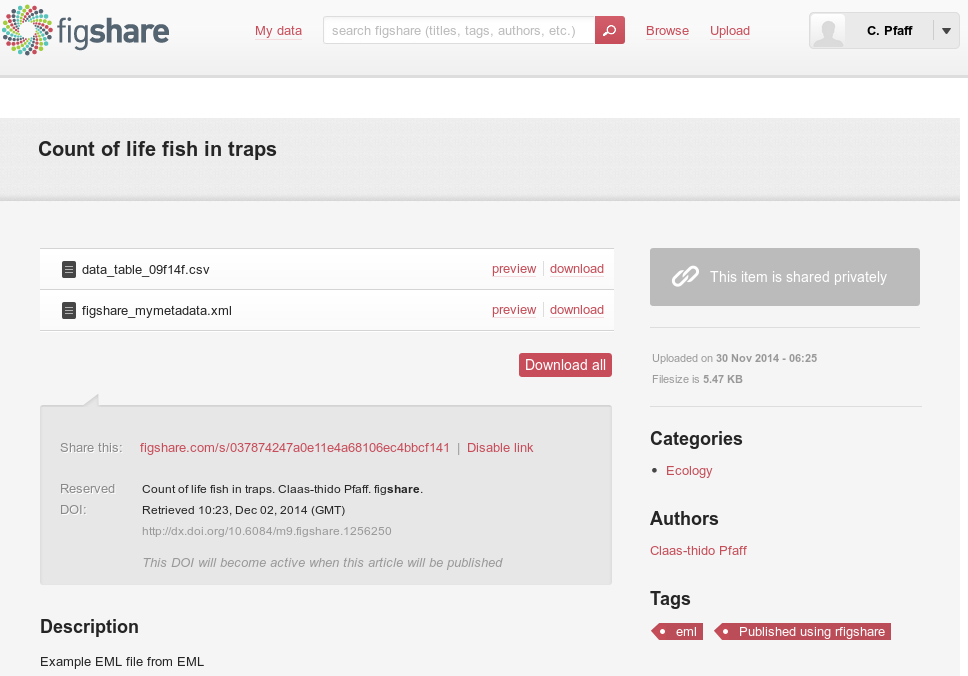 figshare
My data
search figshare (titles, tags, authors, etc.)
Browse
Upload
C. Pfaff
Count of life fish in traps
data_table_09f14f.csv
preview
download
figshare_mymetadata.xml
preview
download
Download all
This item is shared privately
Uploaded on 30 Nov 2014 - 06:25
Filesize is 5.47 KB
Share this: figshare.com/s/037874247a0e11e4a68106ec4bbcf141 | Disable link
Reserved DOI:
Count of life fish in traps. Claas-thido Pfaff. figshare.
Retrieved 10:23, Dec 02, 2014 (GMT)
http://dx.doi.org/10.6084/m9.figshare.1256250
This DOI will become active when this article will be published
Categories
• Ecology
Authors
Claas-thido Pfaff
Tags
eml
Published using rfigshare
Description
Example EML file from EML